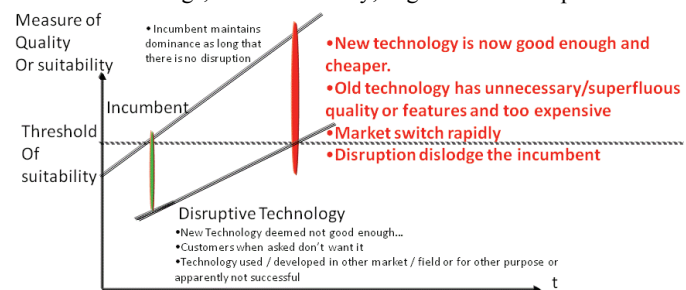 Measure of
Quality
Or suitability
•Incumbent maintains
dominance as long that
there is no disruption
•New technology is now good enough and
cheaper.
•Old technology has unnecessary/superfluous
quality or features and too expensive
•Market switch rapidly
•Disruption dislodge the incumbent
Incumbent
Threshold
Of
suitability
Disruptive Technology
•New Technology deemed not good enough...
•Customers when asked don't want it
•Technology used / developed in other market / field or for other purpose or
apparently not successful
t